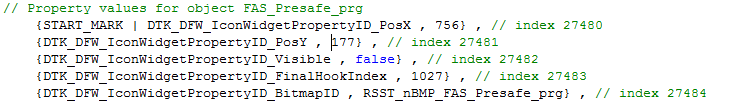 // Property values for object FAS_Presafe_prg
{START_MARK | DTK_DFW_IconWidgetPropertyID_PosX , 756} , // index 27480
{DTK_DFW_IconWidgetPropertyID_PosY , 177} , // index 27481
{DTK_DFW_IconWidgetPropertyID_Visible , false} , // index 27482
{DTK_DFW_IconWidgetPropertyID_FinalHookIndex , 1027} , // index 27483
{DTK_DFW_IconWidgetPropertyID_BitmapID , RSST_nBMP_FAS_Presafe_prg} , // index 27484